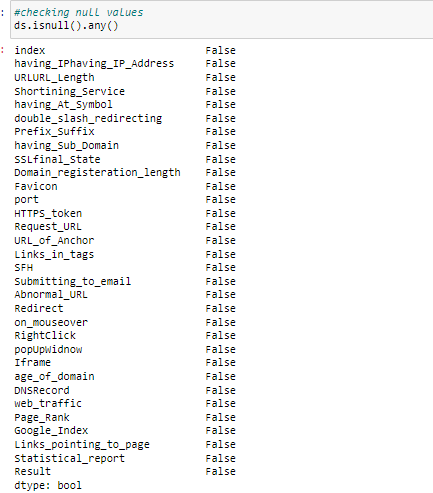 : #checking null values
ds.isnull().any()
: index False
having_IPhaving_IP_Address False
URLURL_Length False
Shortining_Service False
having_At_Symbol False
double_slash_redirecting False
Prefix_Suffix False
having_Sub_Domain False
SSLfinal_State False
Domain_registeration_length False
Favicon False
port False
HTTPS_token False
Request_URL False
URL_of_Anchor False
Links_in_tags False
SFH False
Submitting_to_email False
Abnormal_URL False
Redirect False
on_mouseover False
RightClick False
popUpWidnow False
Iframe False
age_of_domain False
DNSRecord False
web_traffic False
Page_Rank False
Google_Index False
Links_pointing_to_page False
Statistical_report False
Result False
dtype: bool